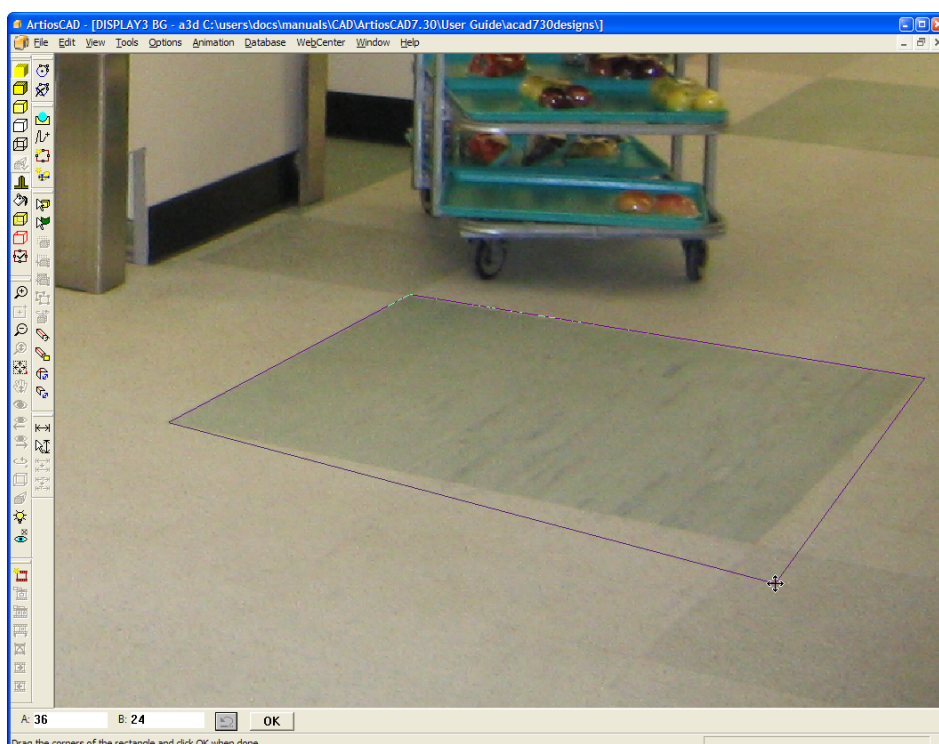 ArtiosCAD - [DISPLAY3 BG - a3d C:\users\docs\manuals\CAD\ArtiosCAD7.30\User Guide\acad730designs\]
File Edit View Tools Options Animation Database WebCenter Window Help
A: 36 B: 24 OK
Drag the corners of the rectangle and click OK when done